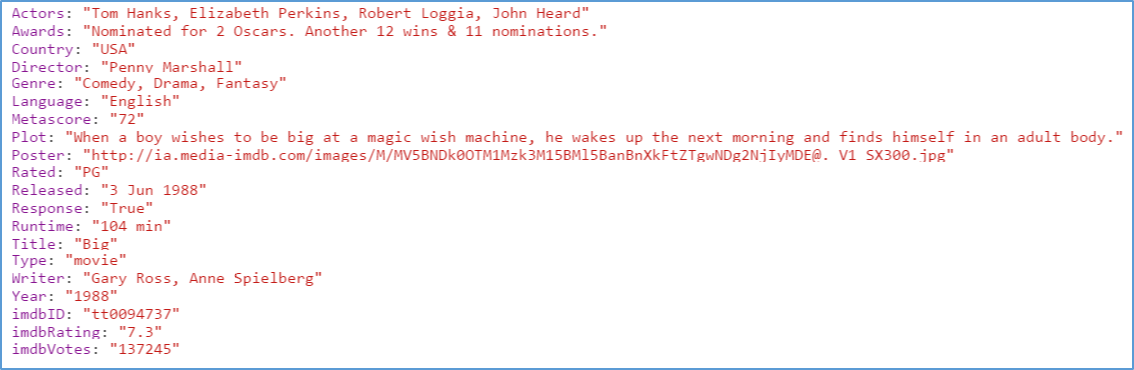 Actors: "Tom Hanks, Elizabeth Perkins, Robert Loggia, John Heard"
Awards: "Nominated for 2 Oscars. Another 12 wins & 11 nominations."
Country: "USA"
Director: "Penny Marshall"
Genre: "Comedy, Drama, Fantasy"
Language: "English"
Metascore: "72"
Plot: "When a boy wishes to be big at a magic wish machine, he wakes up the next morning and finds himself in an adult body."
Poster: "http://ia.media-imdb.com/images/M/MV5BNDk0OTM1Mzk3M15BMl5BanBnXkFtZTgwNDg2NjIyMDE@._V1_SX300.jpg"
Rated: "PG"
Released: "3 Jun 1988"
Response: "True"
Runtime: "104 min"
Title: "Big"
Type: "movie"
Writer: "Gary Ross, Anne Spielberg"
Year: "1988"
imdbID: "tt0094737"
imdbRating: "7.3"
imdbVotes: "137245"